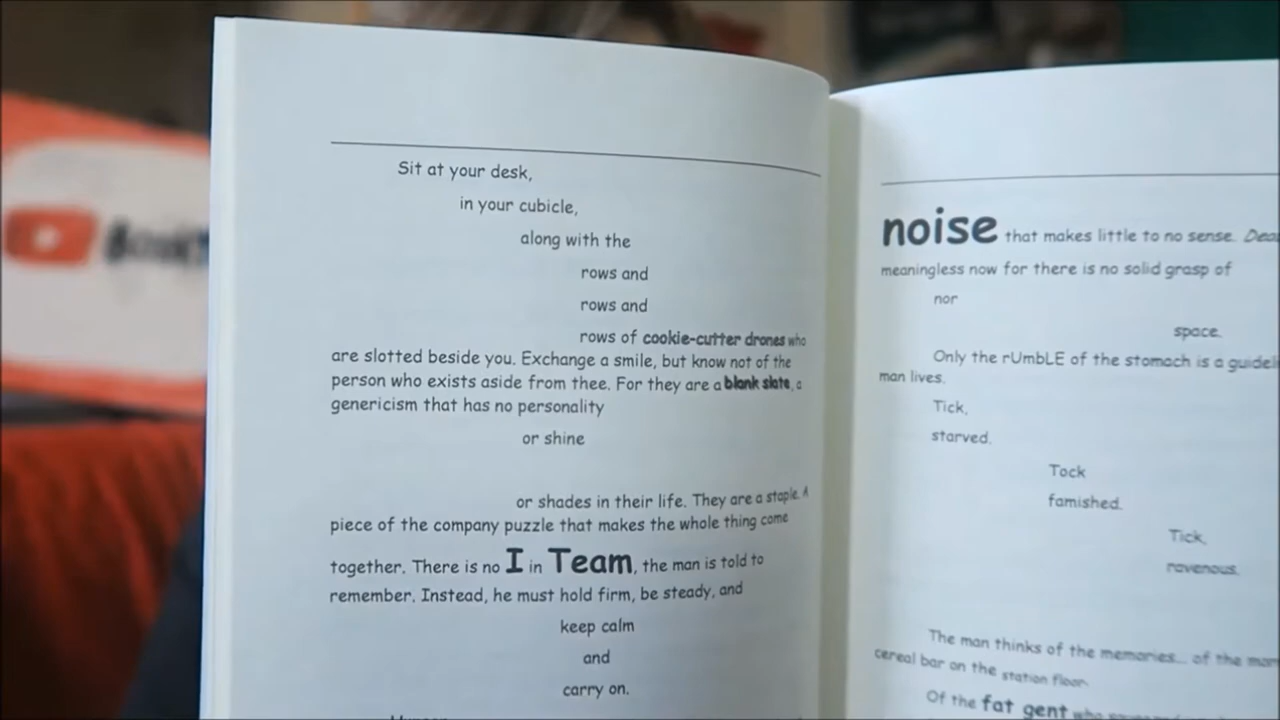 Sit at your desk,
in your cubicle,
along with the
rows and
rows and
rows of cookie-cutter drones who
are slotted beside you. Exchange a smile, but know not of the
person who exists aside from thee. For they are a blank slate, a
genericism that has no personality
or shine
or shades in their life. They are a staple. A
piece of the company puzzle that makes the whole thing come
together. There is no I in Team, the man is told to
remember. Instead, he must hold firm, be steady, and
keep calm
and
carry on.
noise that makes little to no sense.
meaningless now for there is no solid grasp of
nor
space.
Only the rUmbLE of the stomach is a
man lives.
Tick,
starved.
Tock
famished.
Tick,
ravenous.
The man thinks of the memories... of the
cereal bar on the station floor.
Of the fat gent who